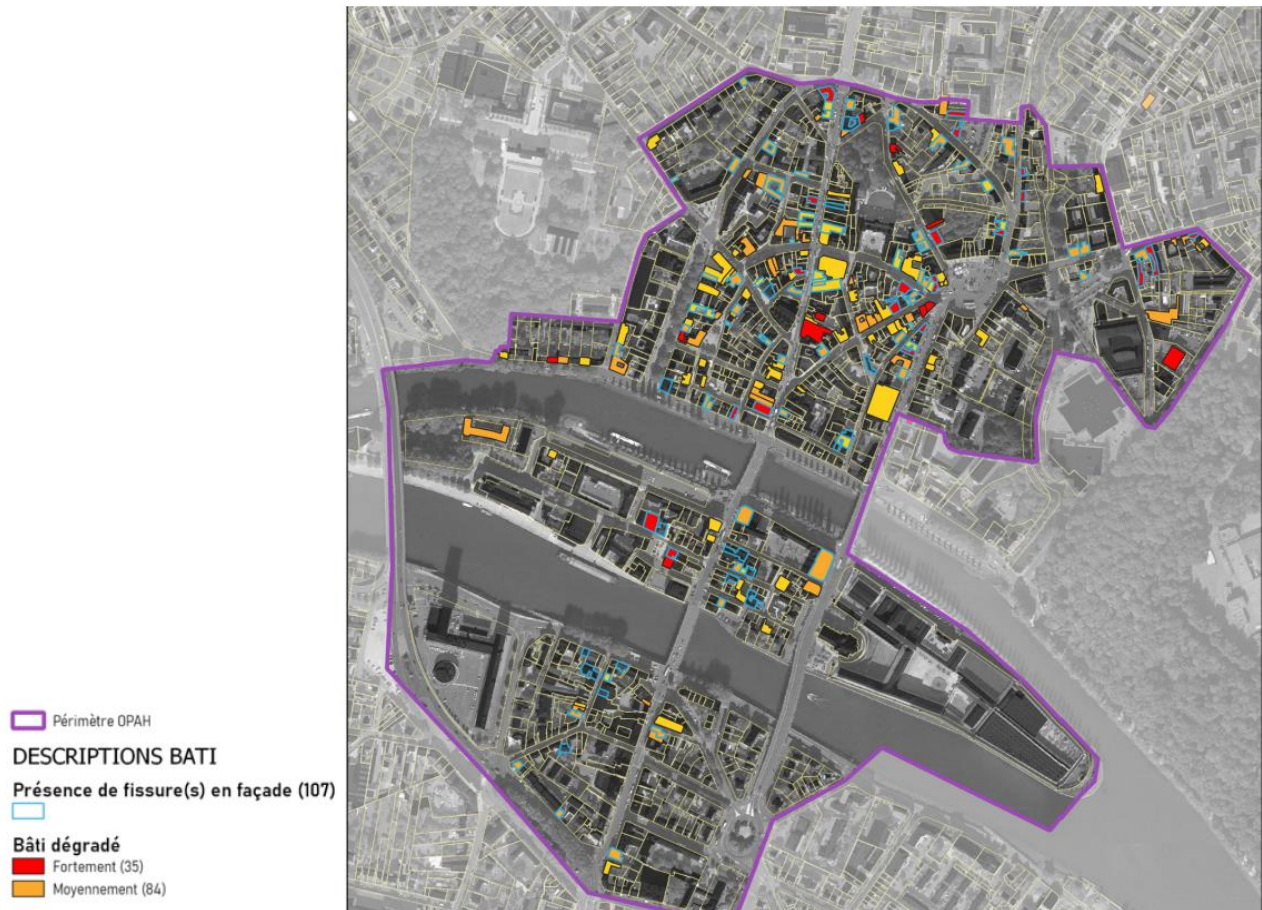 Périmètre OPAH
DESCRIPTIONS BATI
Présence de fissure(s) en façade (107)
Bâti dégradé
Fortement (35)
Moyennement (84)